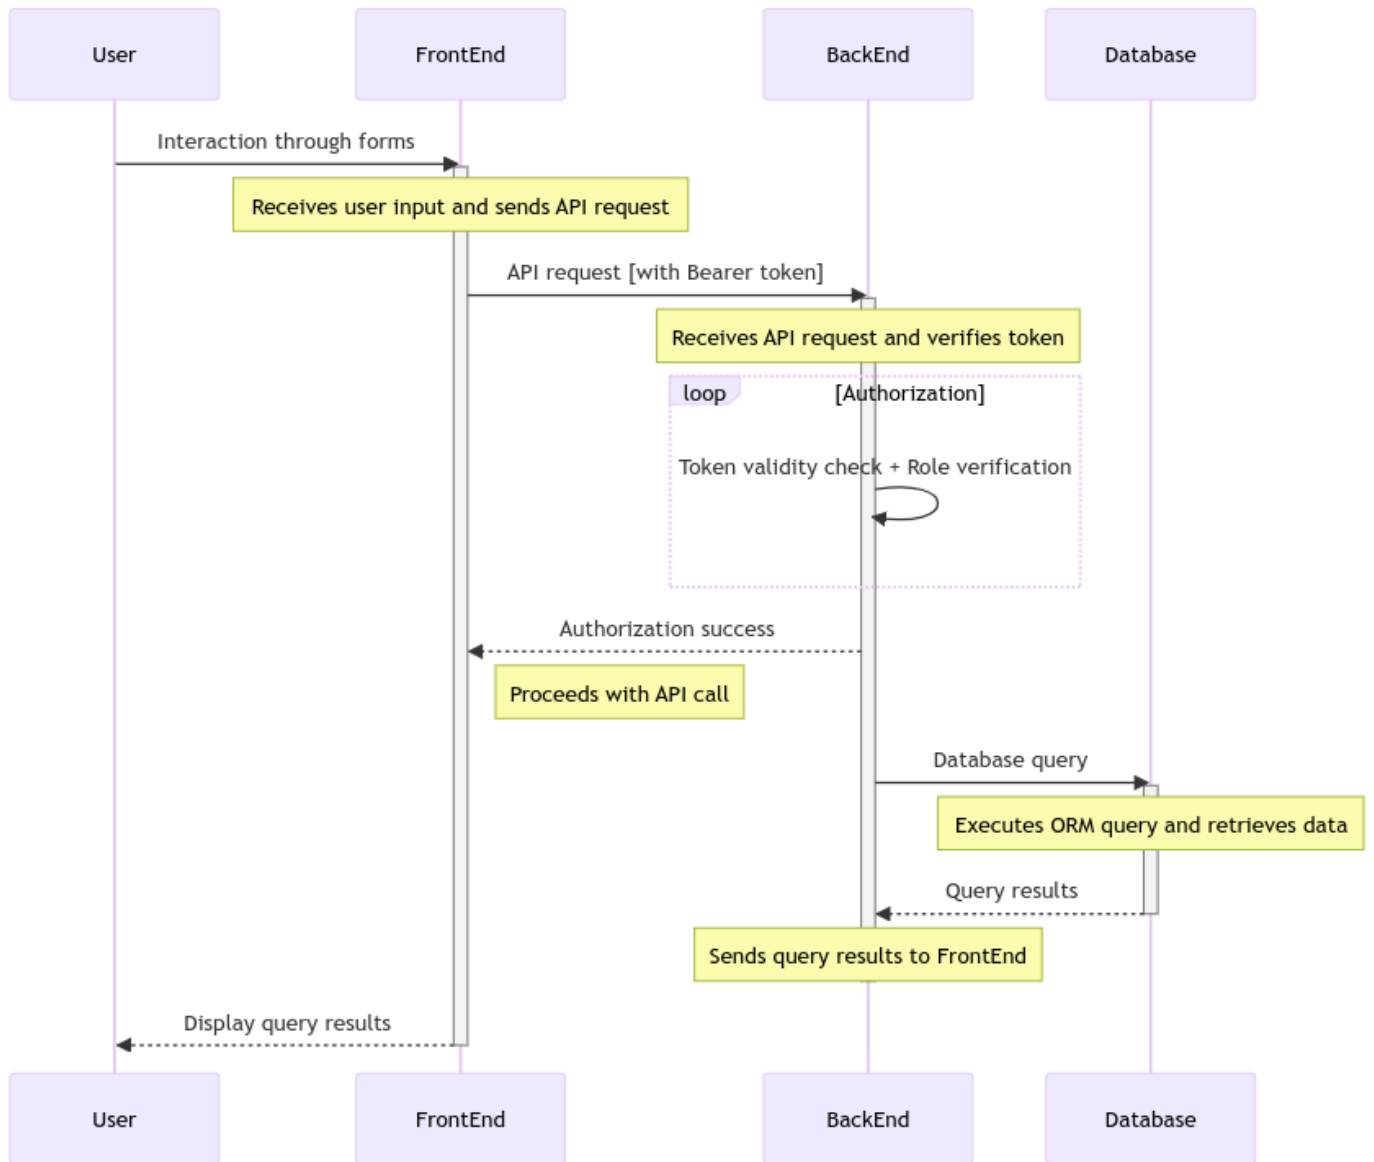 User
FrontEnd
BackEnd
Database
Interaction through forms
Receives user input and sends API request
API request [with Bearer token]
Receives API request and verifies token
loop
[Authorization]
Token validity check + Role verification
Authorization success
Proceeds with API call
Database query
Executes ORM query and retrieves data
Query results
Sends query results to FrontEnd
Display query results
User
FrontEnd
BackEnd
Database